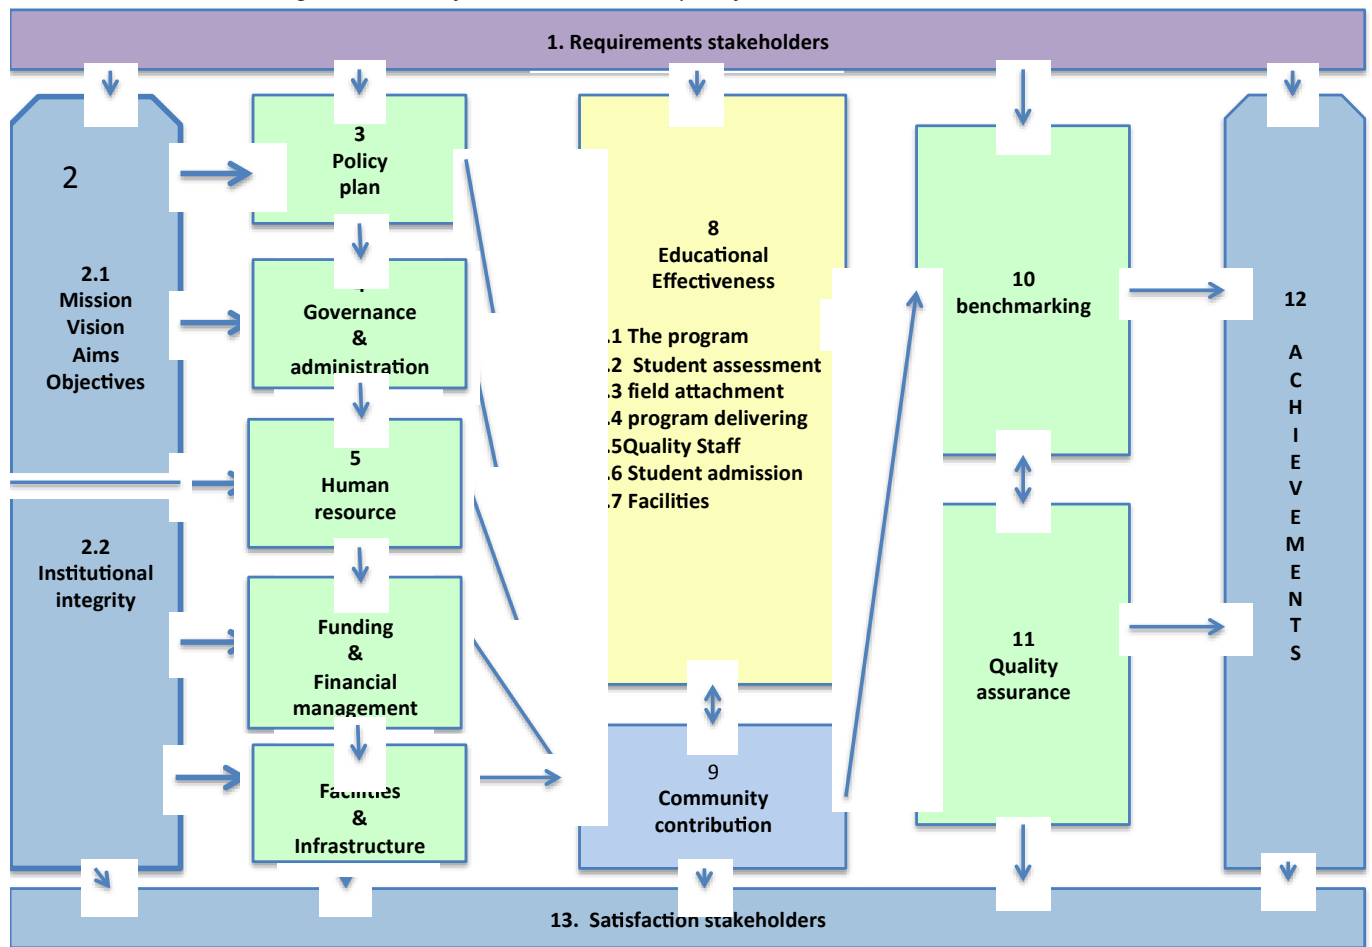 1. Requirements stakeholders
2
2.1
Mission
Vision
Aims
Objectives
2.2
Institutional
integrity
3
Policy
plan
Governance
&
administration
5
Human
resource
Funding
&
Financial
management
Facilities
&
Infrastructure
8
Educational
Effectiveness
.1 The program
.2 Student assessment
.3 field attachment
.4 program delivering
.5Quality Staff
.6 Student admission
.7 Facilities
9
Community
contribution
10
benchmarking
11
Quality
assurance
12
A
C
H
I
E
V
E
M
E
N
T
S
13. Satisfaction stakeholders